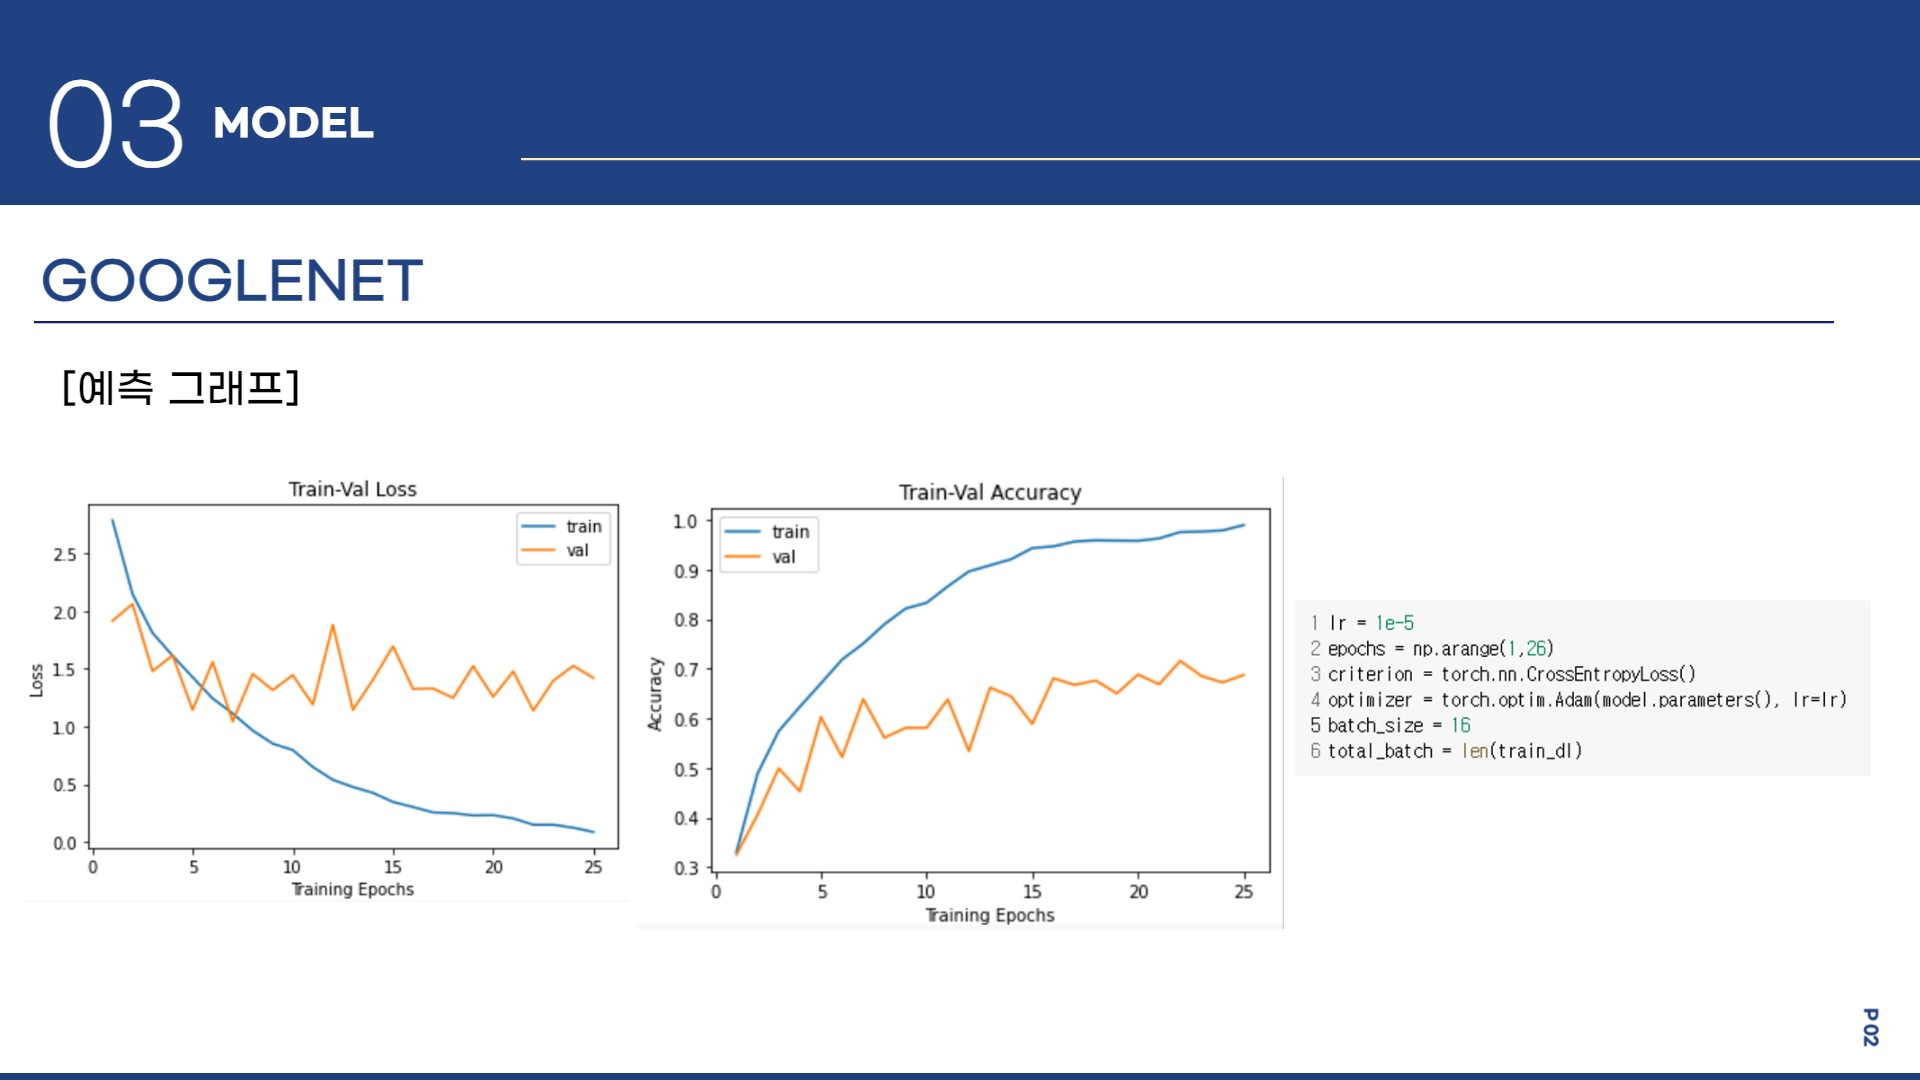 03 MODEL
GOOGLENET
[예측 그래프]
Train-Val Loss
train
val
2.5
2.0
1.5
1.0
0.5
0.0
Loss
0 5 10 15 20 25
Training Epochs
Train-Val Accuracy
train
val
1.0
0.9
0.8
0.7
0.6
0.5
0.4
0.3
Accuracy
0 5 10 15 20 25
Training Epochs
1 lr = 1e-5
2 epochs = np.arange(1,26)
3 criterion = torch.nn.CrossEntropyLoss()
4 optimizer = torch.optim.Adam(model.parameters(), lr=lr)
5 batch_size = 16
6 total_batch = len(train_dl)
P 02